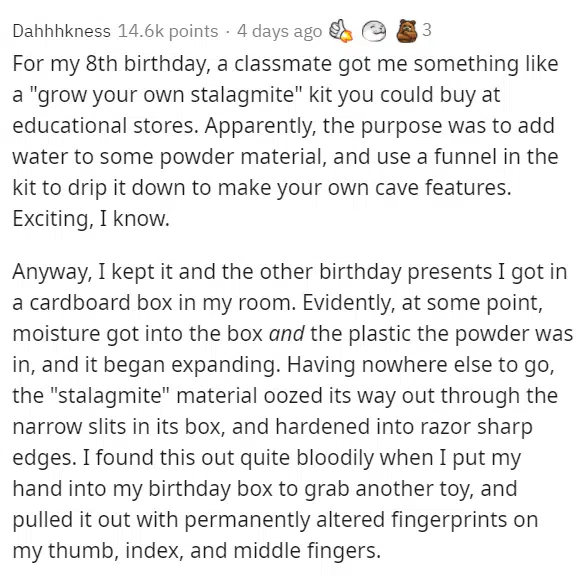 Dahhhkness 14.6k points · 4 days ago 3
For my 8th birthday, a classmate got me something like
a "grow your own stalagmite" kit you could buy at
educational stores. Apparently, the purpose was to add
water to some powder material, and use a funnel in the
kit to drip it down to make your own cave features.
Exciting, I know.
Anyway, I kept it and the other birthday presents I got in
a cardboard box in my room. Evidently, at some point,
moisture got into the box and the plastic the powder was
in, and it began expanding. Having nowhere else to go,
the "stalagmite" material oozed its way out through the
narrow slits in its box, and hardened into razor sharp
edges. I found this out quite bloodily when I put my
hand into my birthday box to grab another toy, and
pulled it out with permanently altered fingerprints on
my thumb, index, and middle fingers.